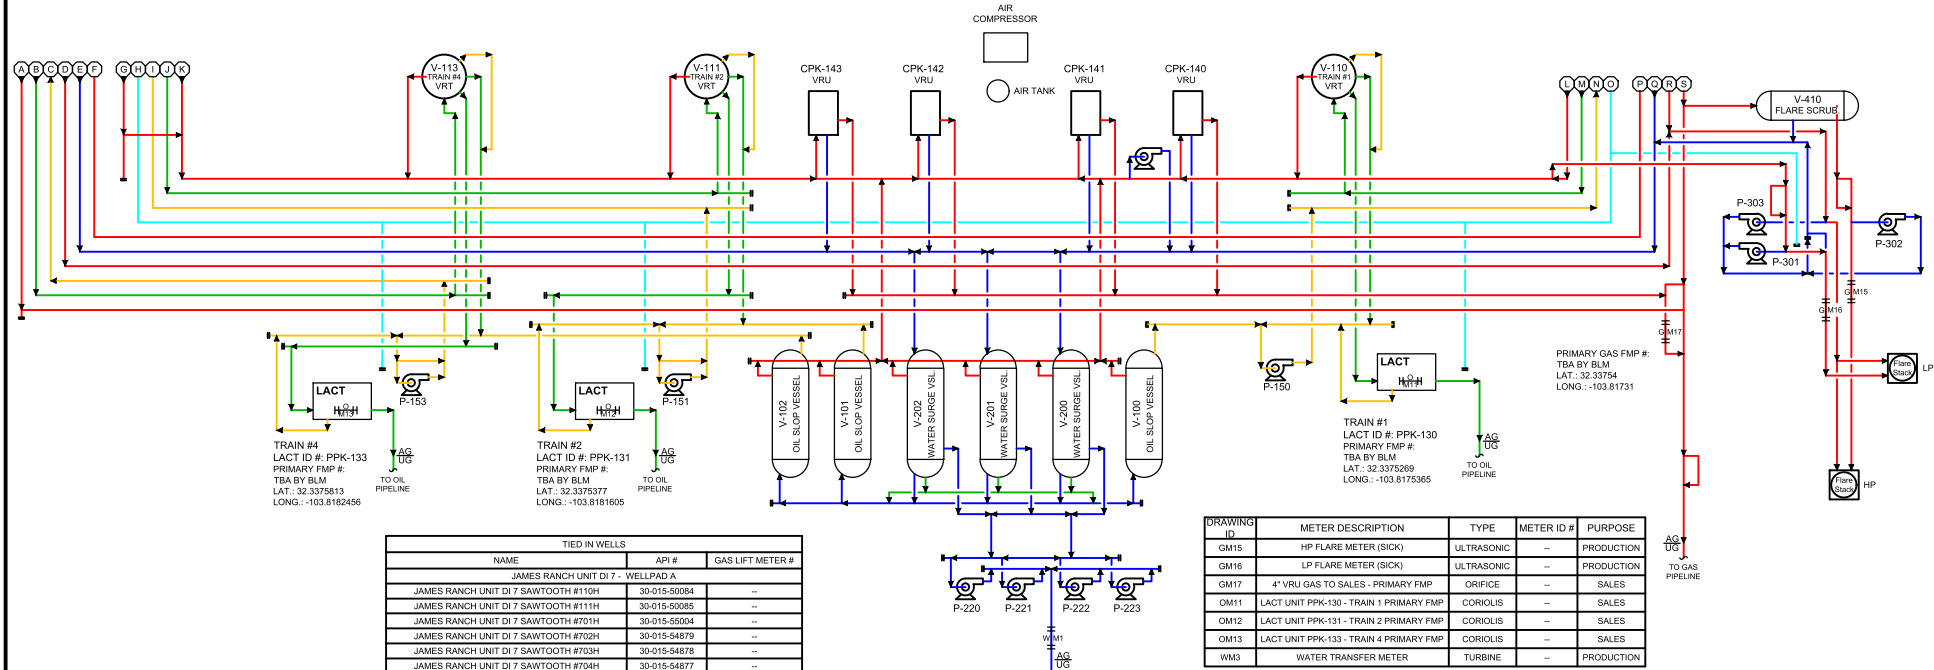 AIR
COMPRESSOR
AIR TANK
A B C D E F G H I J K
V-113
TRAIN #4
VRT
V-111
TRAIN #2
VRT
CPK-143
VRU
CPK-142
VRU
CPK-141
VRU
CPK-140
VRU
V-110
TRAIN #1
VRT
L M N O P Q R S
V-410
FLARE SCRUB.
P-303
P-301
P-302
GM15
GM16
GM17
PRIMARY GAS FMP #:
TBA BY BLM
LAT.: 32.33754
LONG.: -103.81731
Flare
Stack
LP
Flare
Stack
HP
LACT
M13
P-153
TRAIN #4
LACT ID #: PPK-133
PRIMARY FMP #:
TBA BY BLM
LAT.: 32.3375813
LONG.: -103.8182456
AG
UG
TO OIL
PIPELINE
LACT
M12
P-151
TRAIN #2
LACT ID #: PPK-131
PRIMARY FMP #:
TBA BY BLM
LAT.: 32.3375377
LONG.: -103.8181605
AG
UG
TO OIL
PIPELINE
V-102
OIL SLOP VESSEL
V-101
OIL SLOP VESSEL
V-202
WATER SURGE VSL.
V-201
WATER SURGE VSL.
V-200
WATER SURGE VSL.
V-100
OIL SLOP VESSEL
P-150
LACT
M11
TRAIN #1
LACT ID #: PPK-130
PRIMARY FMP #:
TBA BY BLM
LAT.: 32.3375269
LONG.: -103.8175365
AG
UG
TO OIL
PIPELINE
AG
UG
TO GAS
PIPELINE
P-220
P-221
P-222
P-223
WM1
AG
UG
TIED IN WELLS
NAME API # GAS LIFT METER #
JAMES RANCH UNIT DI 7 - WELLPAD A
JAMES RANCH UNIT DI 7 SAWTOOTH #110H 30-015-50084 --
JAMES RANCH UNIT DI 7 SAWTOOTH #111H 30-015-50085 --
JAMES RANCH UNIT DI 7 SAWTOOTH #701H 30-015-55004 --
JAMES RANCH UNIT DI 7 SAWTOOTH #702H 30-015-54879 --
JAMES RANCH UNIT DI 7 SAWTOOTH #703H 30-015-54878 --
JAMES RANCH UNIT DI 7 SAWTOOTH #704H 30-015-54877 --
DRAWING ID METER DESCRIPTION TYPE METER ID # PURPOSE
GM15 HP FLARE METER (SICK) ULTRASONIC -- PRODUCTION
GM16 LP FLARE METER (SICK) ULTRASONIC -- PRODUCTION
GM17 4" VRU GAS TO SALES - PRIMARY FMP ORIFICE -- SALES
OM11 LACT UNIT PPK-130 - TRAIN 1 PRIMARY FMP CORIOLIS -- SALES
OM12 LACT UNIT PPK-131 - TRAIN 2 PRIMARY FMP CORIOLIS -- SALES
OM13 LACT UNIT PPK-133 - TRAIN 4 PRIMARY FMP CORIOLIS -- SALES
WM3 WATER TRANSFER METER TURBINE -- PRODUCTION